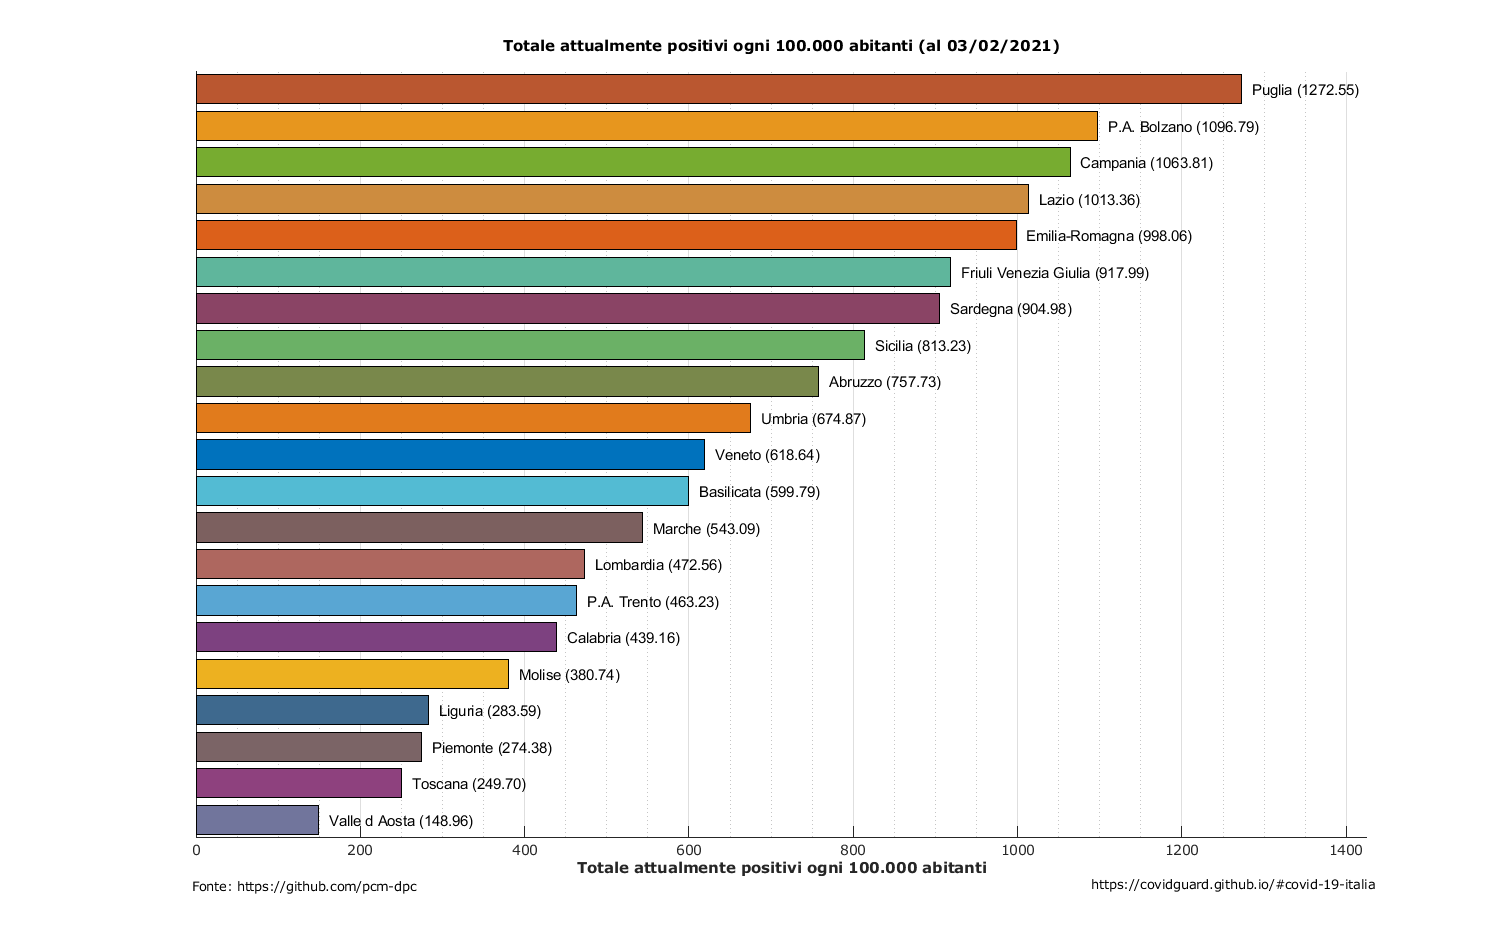 Totale attualmente positivi ogni 100.000 abitanti (al 03/02/2021)
Puglia (1272.55)
P.A. Bolzano (1096.79)
Campania (1063.81)
Lazio (1013.36)
Emilia-Romagna (998.06)
Friuli Venezia Giulia (917.99)
Sardegna (904.98)
Sicilia (813.23)
Abruzzo (757.73)
Umbria (674.87)
Veneto (618.64)
Basilicata (599.79)
Marche (543.09)
Lombardia (472.56)
P.A. Trento (463.23)
Calabria (439.16)
Molise (380.74)
Liguria (283.59)
Piemonte (274.38)
Toscana (249.70)
Valle d Aosta (148.96)
0 200 400 600 800 1000 1200 1400
Totale attualmente positivi ogni 100.000 abitanti
Fonte: https://github.com/pcm-dpc
https://covidguard.github.io/#covid-19-italia